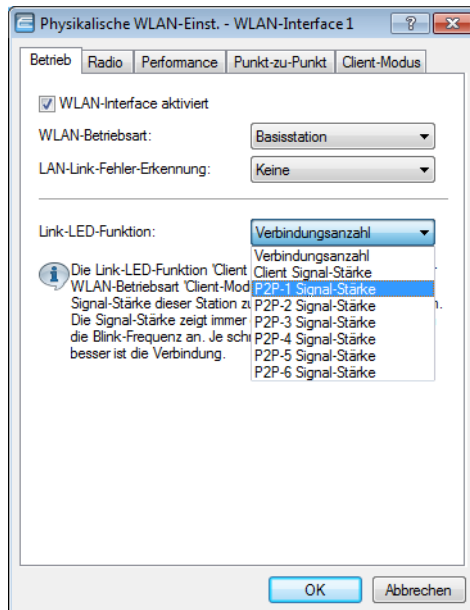 Physikalische WLAN-Einst. - WLAN-Interface 1
Betrieb Radio Performance Punkt-zu-Punkt Client-Modus
WLAN-Interface aktiviert
WLAN-Betriebsart: Basisstation
LAN-Link-Fehler-Erkennung: Keine
Link-LED-Funktion: Verbindungsanzahl
Verbindungsanzahl
Client Signal-Stärke
P2P-1 Signal-Stärke
P2P-2 Signal-Stärke
P2P-3 Signal-Stärke
P2P-4 Signal-Stärke
P2P-5 Signal-Stärke
P2P-6 Signal-Stärke
Die Link-LED-Funktion 'Client
WLAN-Betriebsart 'Client-Mod
Signal-Stärke dieser Station
Die Signal-Stärke zeigt immer
die Blink-Frequenz an. Je
besser ist die Verbindung.
OK Abbrechen